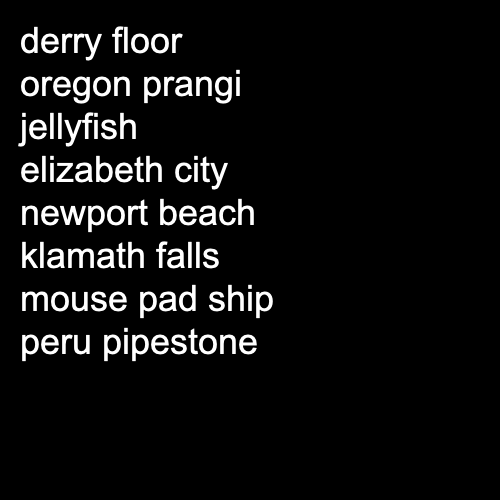 derry floor
oregon prangi
jellyfish
elizabeth city
newport beach
klamath falls
mouse pad ship
peru pipestone